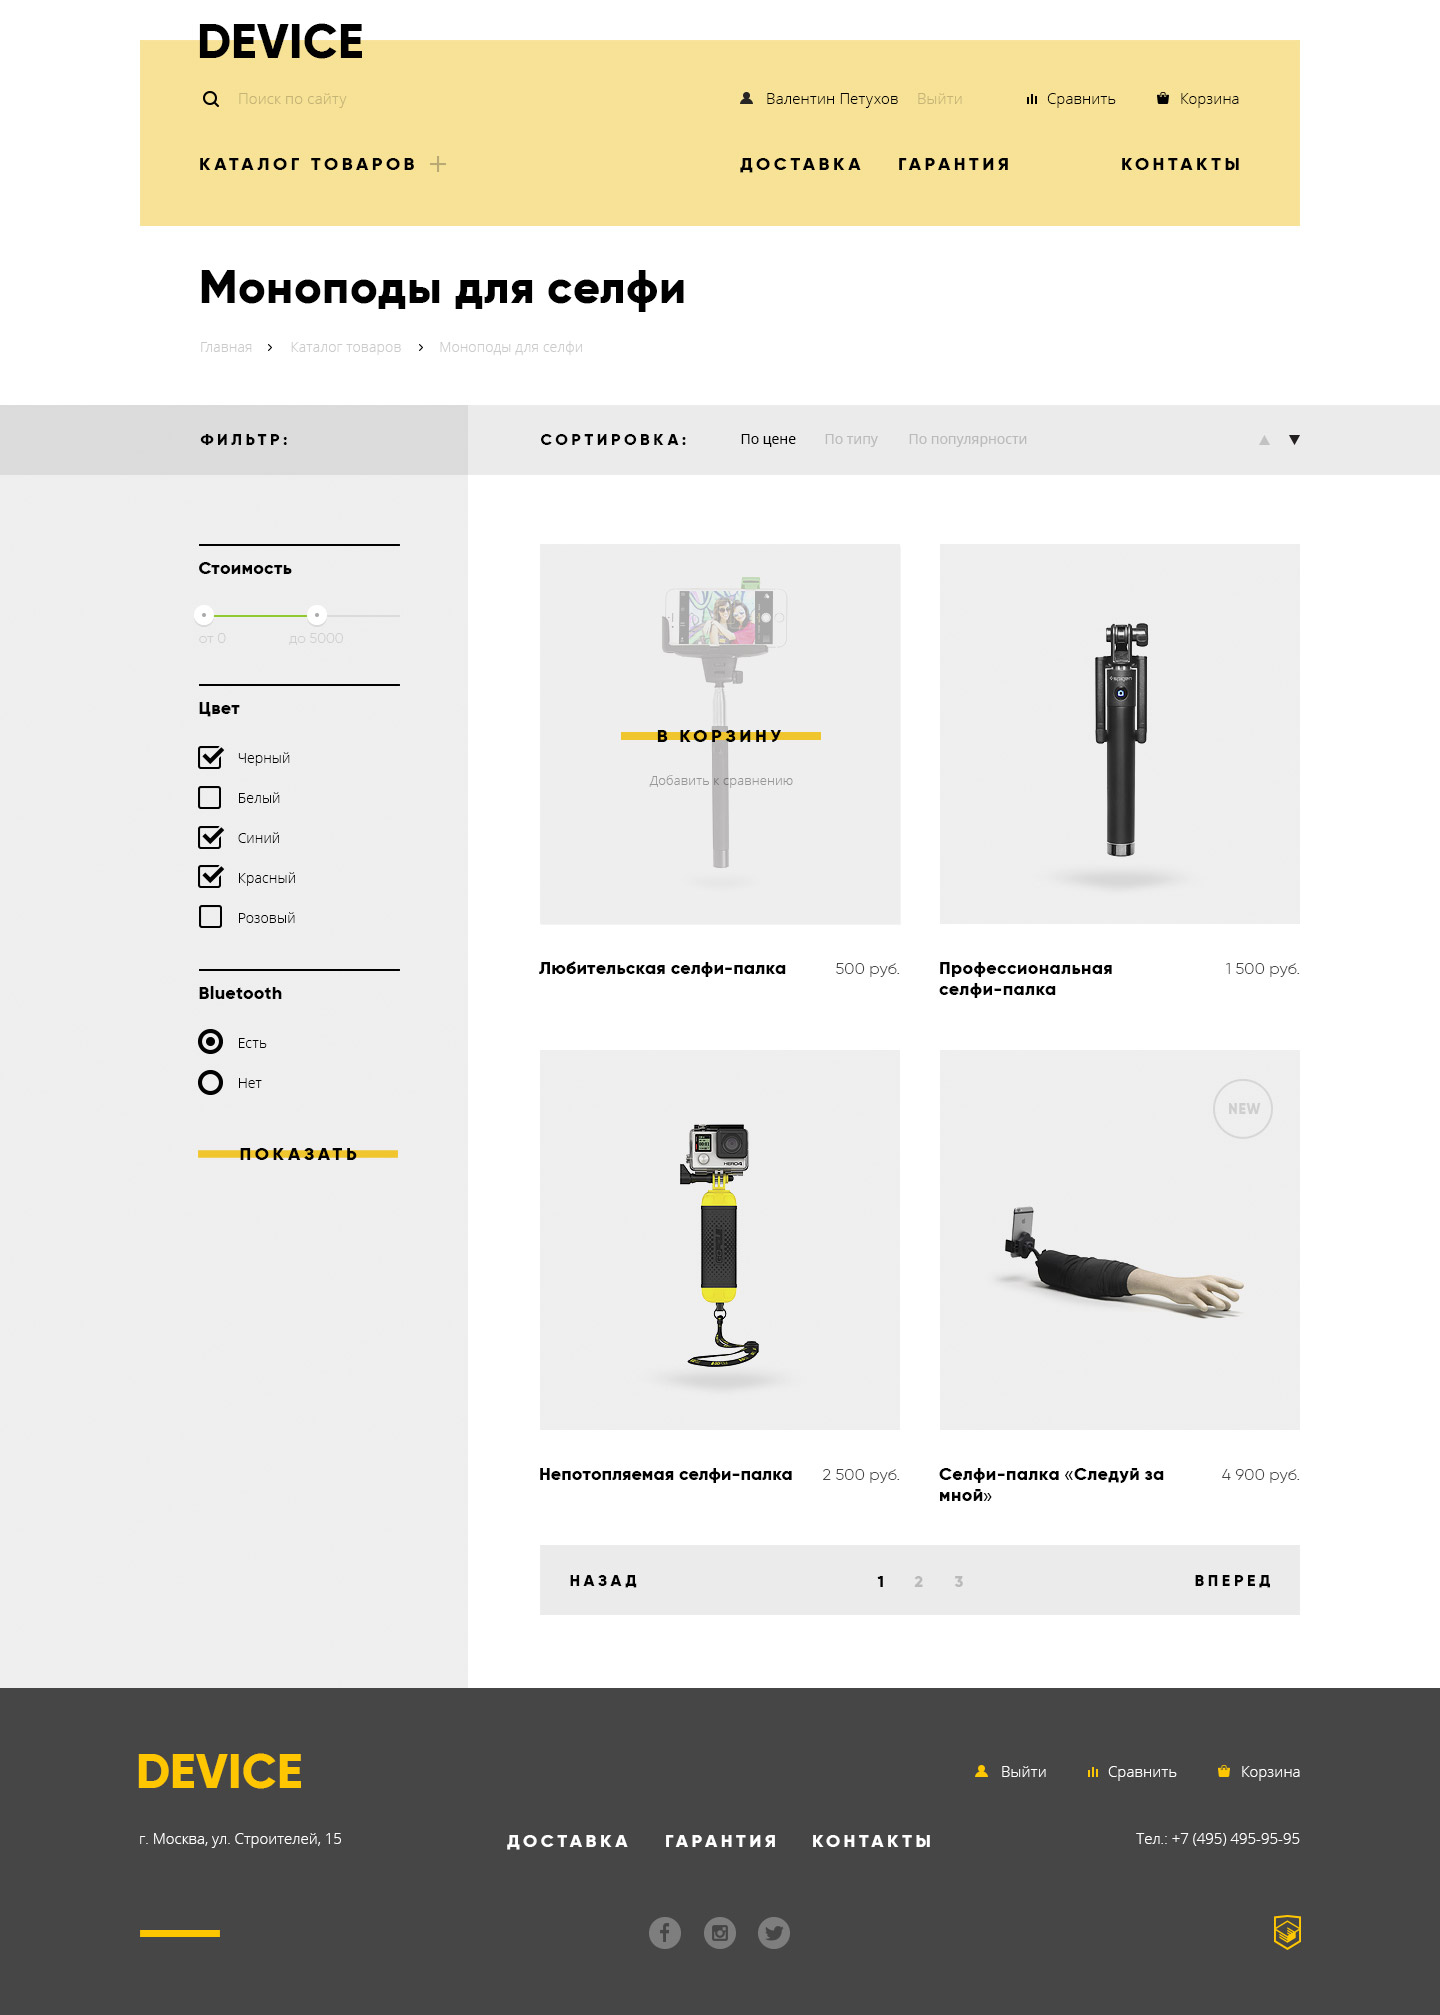 DEVICE
Поиск по сайту
Валентин Петухов Выйти Сравнить Корзина
КАТАЛОГ ТОВАРОВ
ДОСТАВКА ГАРАНТИЯ КОНТАКТЫ
Моноподы для селфи
Главная › Каталог товаров › Моноподы для селфи
ФИЛЬТР:
СОРТИРОВКА: По цене По типу По популярности
Стоимость
от 0 до 5000
Цвет
Черный
Белый
Синий
Красный
Розовый
Bluetooth
Есть
Нет
ПОКАЗАТЬ
В КОРЗИНУ
Добавить к сравнению
Любительская селфи-палка 500 руб.
spigen
Профессиональная 1 500 руб.
селфи-палка
HERO4
Непотопляемая селфи-палка 2 500 руб.
NEW
Селфи-палка «Следуй за 4 900 руб.
мной»
НАЗАД 1 2 3 ВПЕРЕД
DEVICE
Выйти Сравнить Корзина
г. Москва, ул. Строителей, 15
ДОСТАВКА ГАРАНТИЯ КОНТАКТЫ
Тел.: +7 (495) 495-95-95